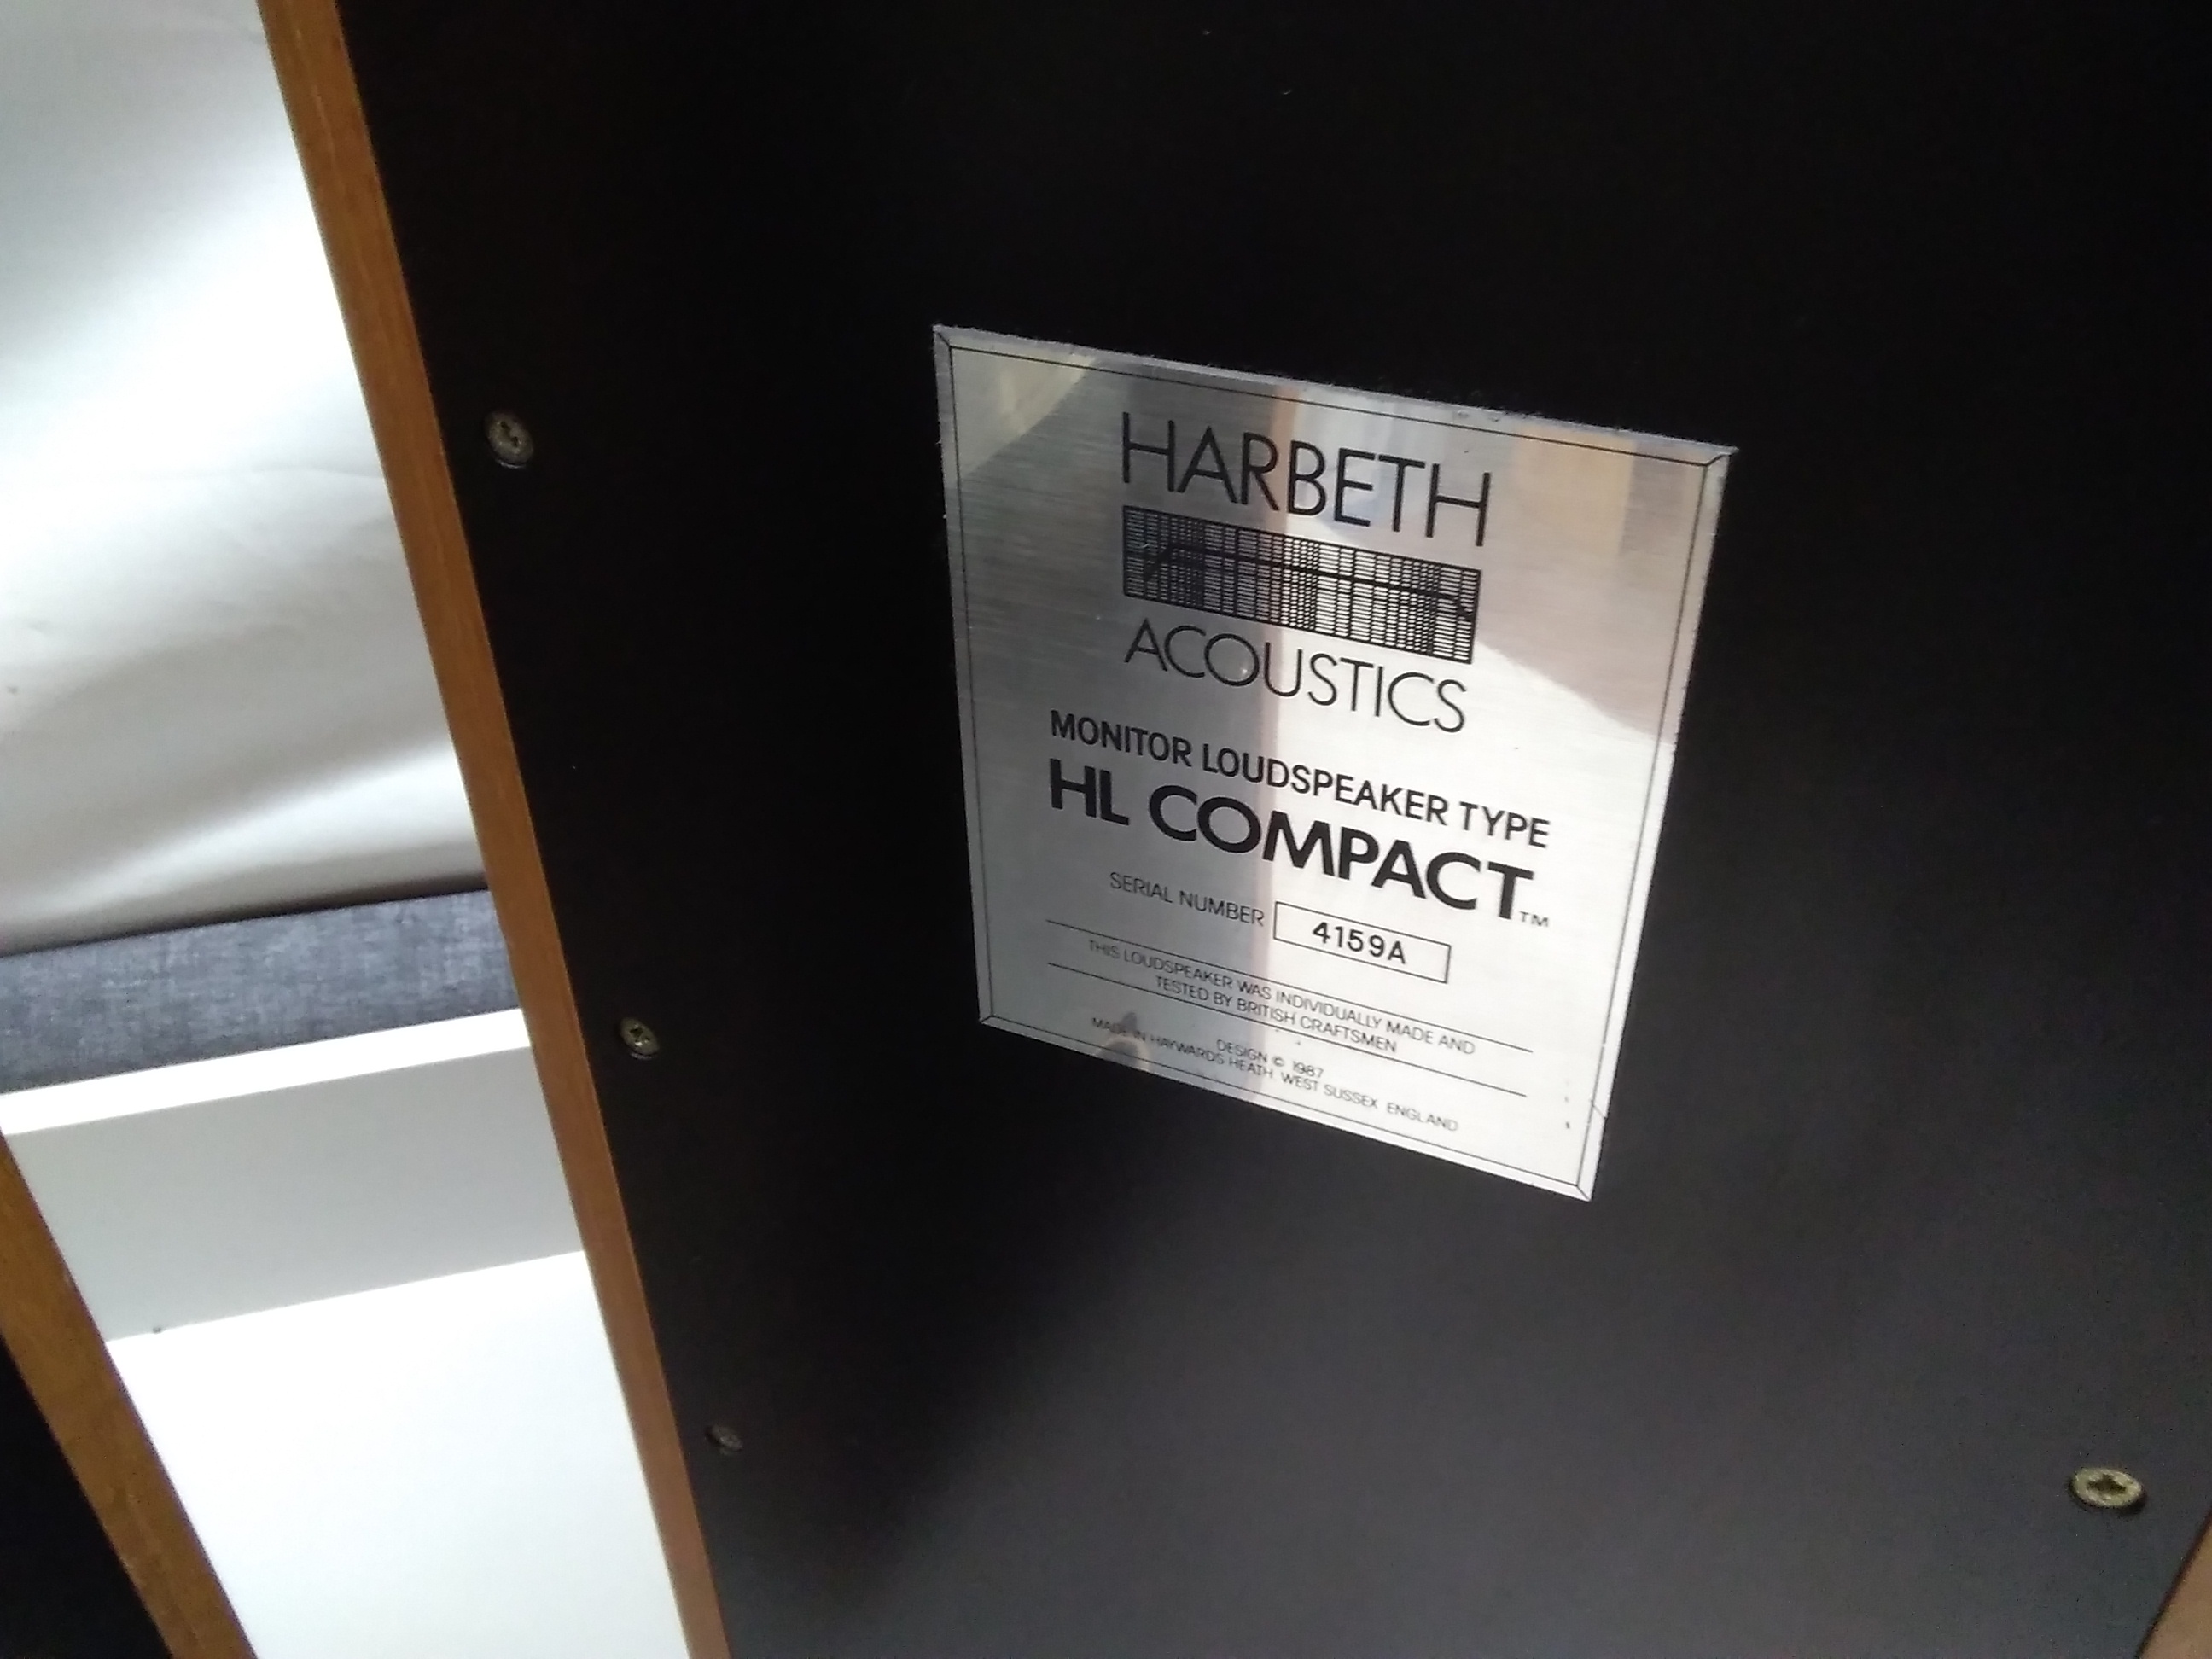 HARBETH
ACOUSTICS
MONITOR LOUDSPEAKER TYPE
HL COMPACT™
SERIAL NUMBER 4159A
THIS LOUDSPEAKER WAS INDIVIDUALLY MADE AND
TESTED BY BRITISH CRAFTSMEN
DESIGN © 1987
MADE IN HAYWARDS HEATH WEST SUSSEX ENGLAND